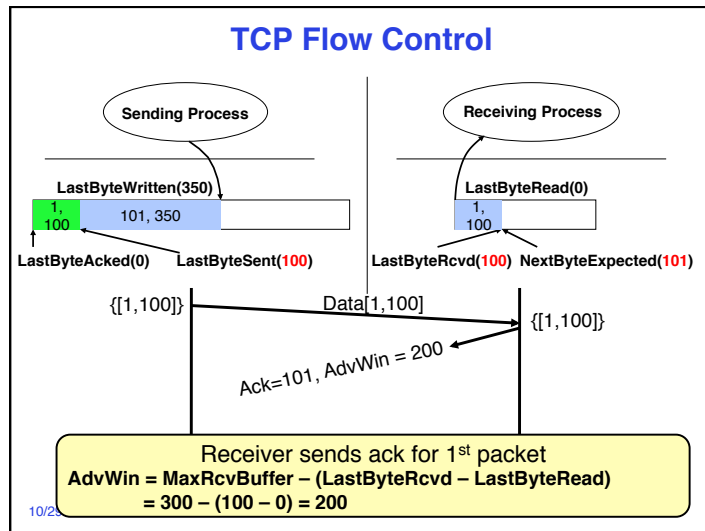 TCP Flow Control
Sending Process
Receiving Process
LastByteWritten(350)
LastByteRead(0)
1,
100
101, 350
1,
100
LastByteAcked(0)
LastByteSent(100)
LastByteRcvd(100)
NextByteExpected(101)
{[1,100]}
Data[1,100]
{[1,100]}
Ack=101, AdvWin = 200
Receiver sends ack for 1st packet
AdvWin = MaxRcvBuffer – (LastByteRcvd – LastByteRead)
= 300 – (100 – 0) = 200